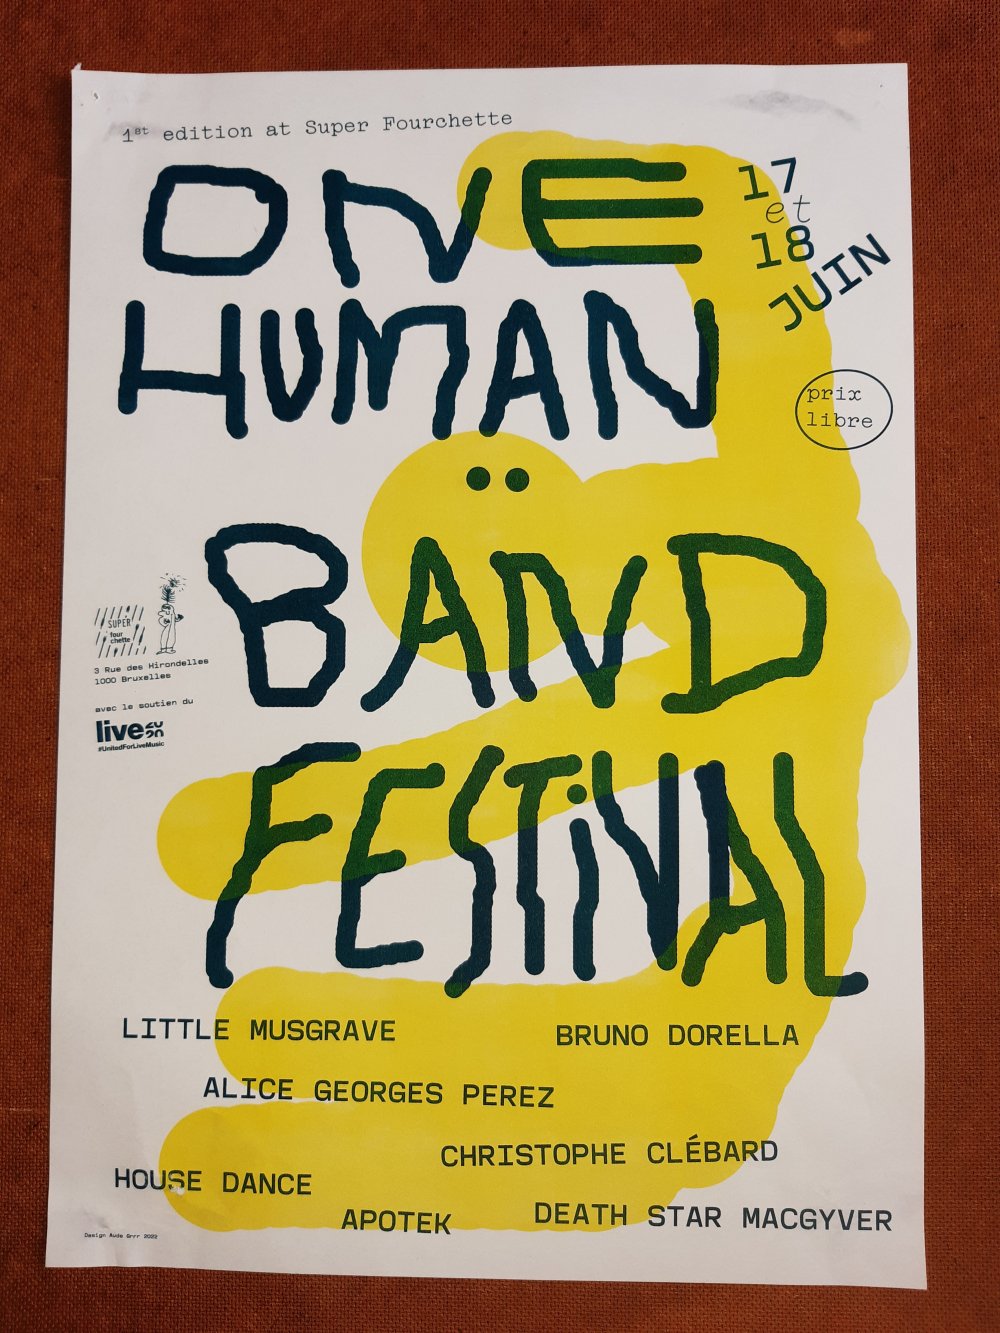 1st edition at Super Fourchette
ONE
HUMAN
BÄND
FESTiVAL
17
et
18
JUIN
prix
libre
SUPER
four
chette
3 Rue des Hirondelles
1000 Bruxelles
avec le soutien du
live2020
#UnitedForLiveMusic
LITTLE MUSGRAVE
BRUNO DORELLA
ALICE GEORGES PEREZ
CHRISTOPHE CLÉBARD
HOUSE DANCE
APOTEK
DEATH STAR MACGYVER
Design Aude Grrr 2022